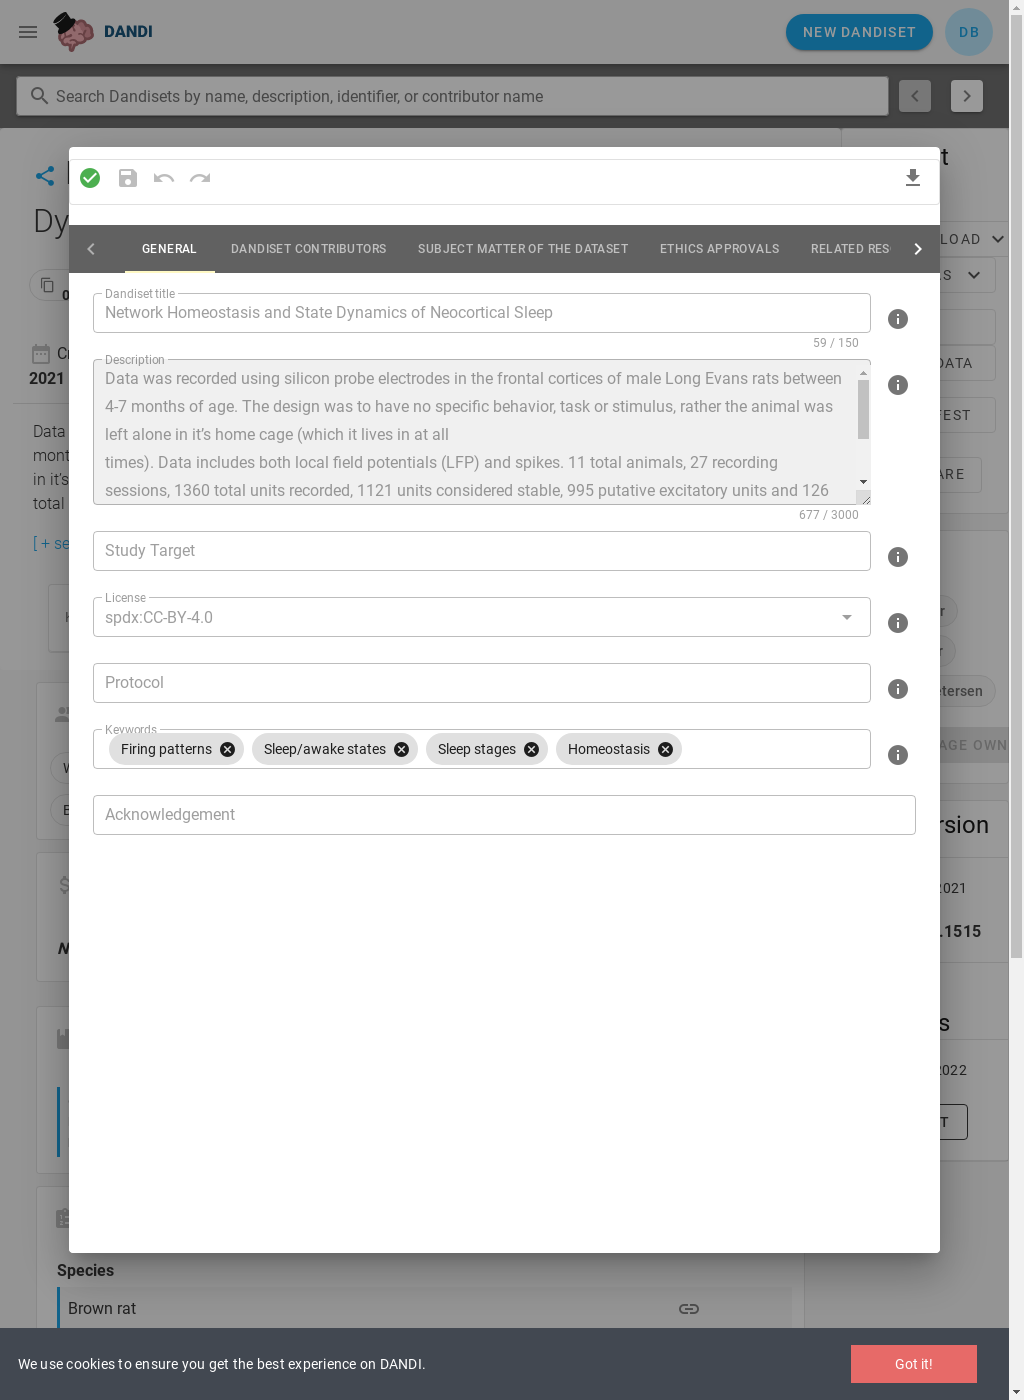 DANDI
NEW DANDISET
DB
Search Dandisets by name, description, identifier, or contributor name
t
Dy
LOAD
GENERAL
DANDISET CONTRIBUTORS
SUBJECT MATTER OF THE DATASET
ETHICS APPROVALS
RELATED RES
S
0
Dandiset title
Network Homeostasis and State Dynamics of Neocortical Sleep
59 / 150
2021
Description
Data was recorded using silicon probe electrodes in the frontal cortices of male Long Evans rats between
4-7 months of age. The design was to have no specific behavior, task or stimulus, rather the animal was
left alone in it’s home cage (which it lives in at all
times). Data includes both local field potentials (LFP) and spikes. 11 total animals, 27 recording
sessions, 1360 total units recorded, 1121 units considered stable, 995 putative excitatory units and 126
677 / 3000
DATA
FEST
ARE
Data
mont
in it’s
total
[ + se
Study Target
License
spdx:CC-BY-4.0
r
r
etersen
Protocol
Keywords
Firing patterns
Sleep/awake states
Sleep stages
Homeostasis
AGE OWN
Acknowledgement
rsion
2021
.1515
N
s
2022
T
Species
Brown rat
We use cookies to ensure you get the best experience on DANDI.
Got it!